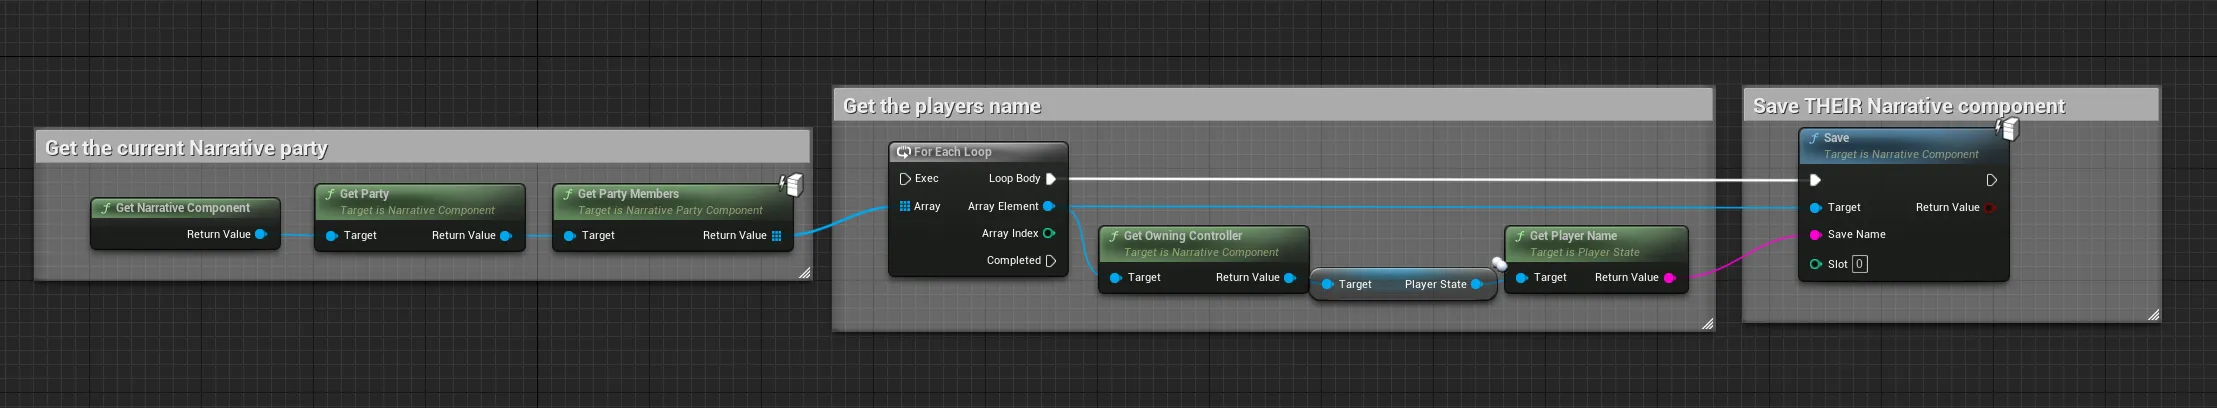 Get the current Narrative party
f Get Narrative Component
Return Value
f Get Party
Target is Narrative Component
Target Return Value
f Get Party Members
Target is Narrative Party Component
Target Return Value
Get the players name
For Each Loop
Exec Loop Body
Array Array Element
Array Index
Completed
f Get Owning Controller
Target is Narrative Component
Target Return Value
Target Player State
f Get Player Name
Target is Player State
Target Return Value
Save THEIR Narrative component
f Save
Target is Narrative Component
Target Return Value
Save Name
Slot 0